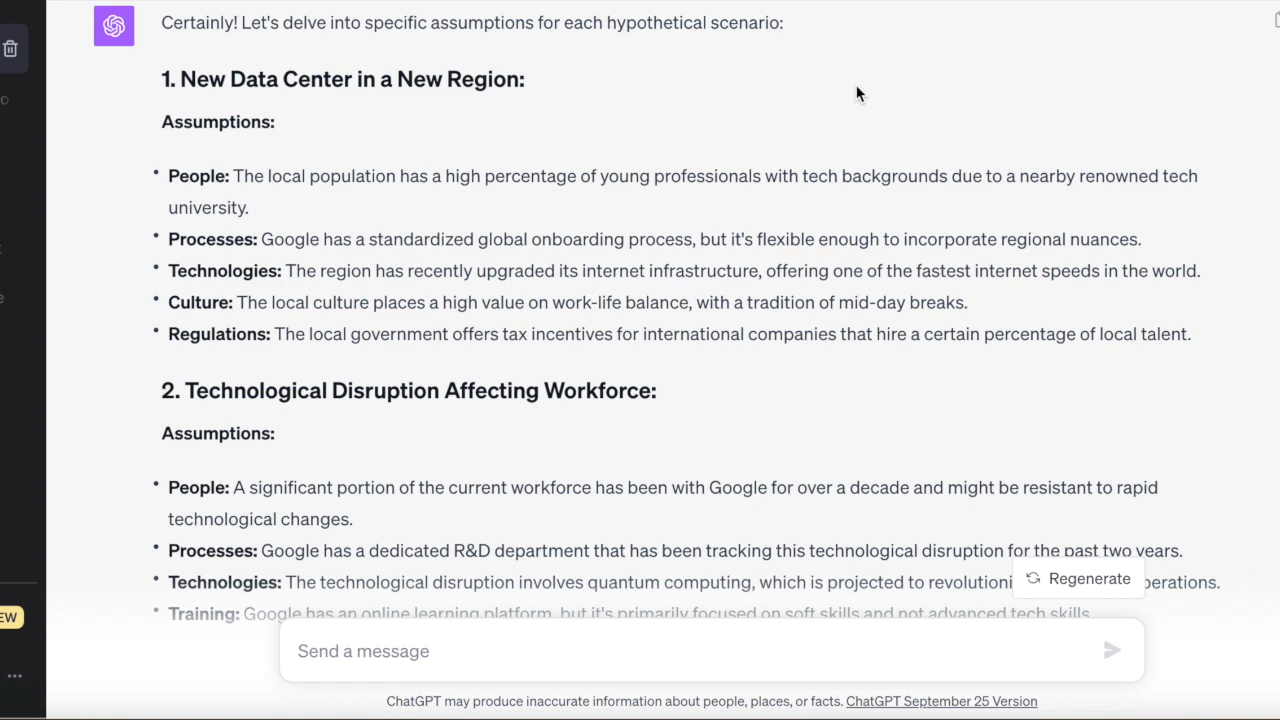 Certainly! Let's delve into specific assumptions for each hypothetical scenario:
1. New Data Center in a New Region:
Assumptions:
People: The local population has a high percentage of young professionals with tech backgrounds due to a nearby renowned tech
university.
Processes: Google has a standardized global onboarding process, but it's flexible enough to incorporate regional nuances.
Technologies: The region has recently upgraded its internet infrastructure, offering one of the fastest internet speeds in the world.
Culture: The local culture places a high value on work-life balance, with a tradition of mid-day breaks.
Regulations: The local government offers tax incentives for international companies that hire a certain percentage of local talent.
2. Technological Disruption Affecting Workforce:
Assumptions:
People: A significant portion of the current workforce has been with Google for over a decade and might be resistant to rapid
technological changes.
Processes: Google has a dedicated R&D department that has been tracking this technological disruption for the past two years.
Technologies: The technological disruption involves quantum computing, which is projected to
Regenerate
Training: Google has an online learning platform, but it's primarily focused on soft skills and not advanced tech skills.
Send a message
ChatGPT may produce inaccurate information about people, places, or facts. ChatGPT September 25 Version